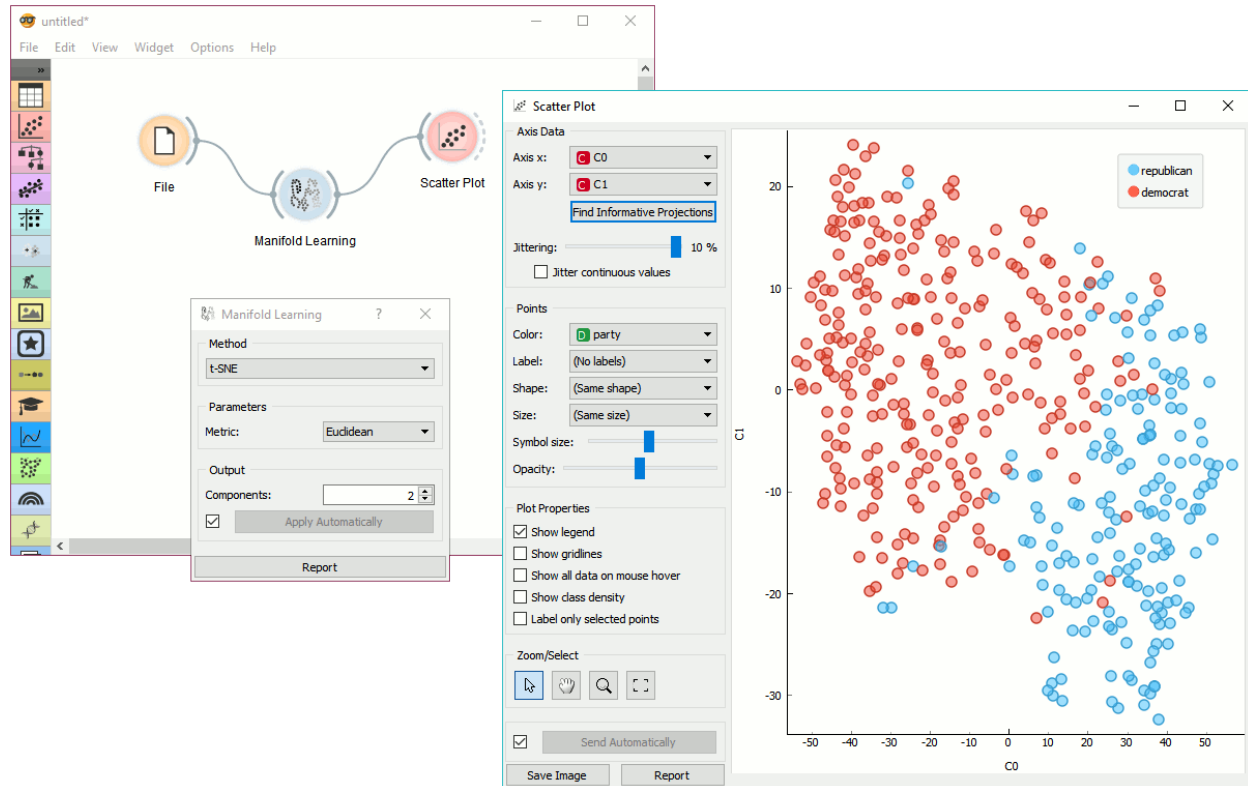 untitled*
File Edit View Widget Options Help
»
File
Manifold Learning
Scatter Plot
Manifold Learning ?
Method
t-SNE
Parameters
Metric: Euclidean
Output
Components: 2
Apply Automatically
Report
Scatter Plot
Axis Data
Axis x: C C0
Axis y: C C1
Find Informative Projections
Jittering: 10 %
Jitter continuous values
Points
Color: D party
Label: (No labels)
Shape: (Same shape)
Size: (Same size)
Symbol size:
Opacity:
Plot Properties
Show legend
Show gridlines
Show all data on mouse hover
Show class density
Label only selected points
Zoom/Select
Send Automatically
Save Image Report
republican
democrat
20
10
0
-10
-20
-30
C1
-50 -40 -30 -20 -10 0 10 20 30 40 50
C0